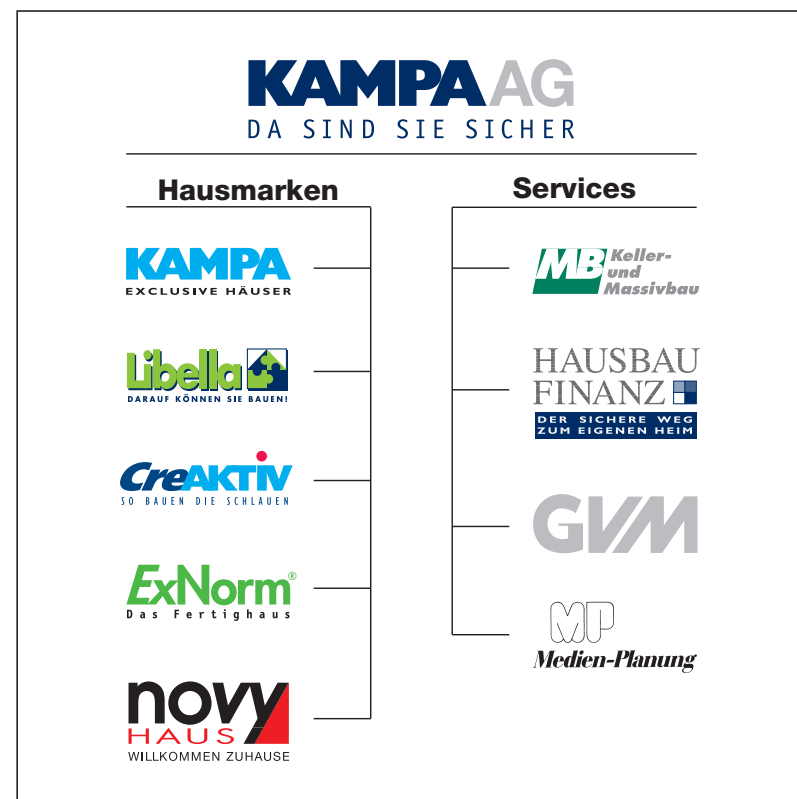 KAMPA AG
DA SIND SIE SICHER
Hausmarken
KAMPA
EXCLUSIVE HÄUSER
Libella
DARAUF KÖNNEN SIE BAUEN!
CreAKTiV
SO BAUEN DIE SCHLAUEN
ExNorm®
Das Fertighaus
novy
HAUS
WILLKOMMEN ZUHAUSE
Services
MB Keller-
und
Massivbau
HAUSBAU
FINANZ
DER SICHERE WEG
ZUM EIGENEN HEIM
GVM
MP
Medien-Planung